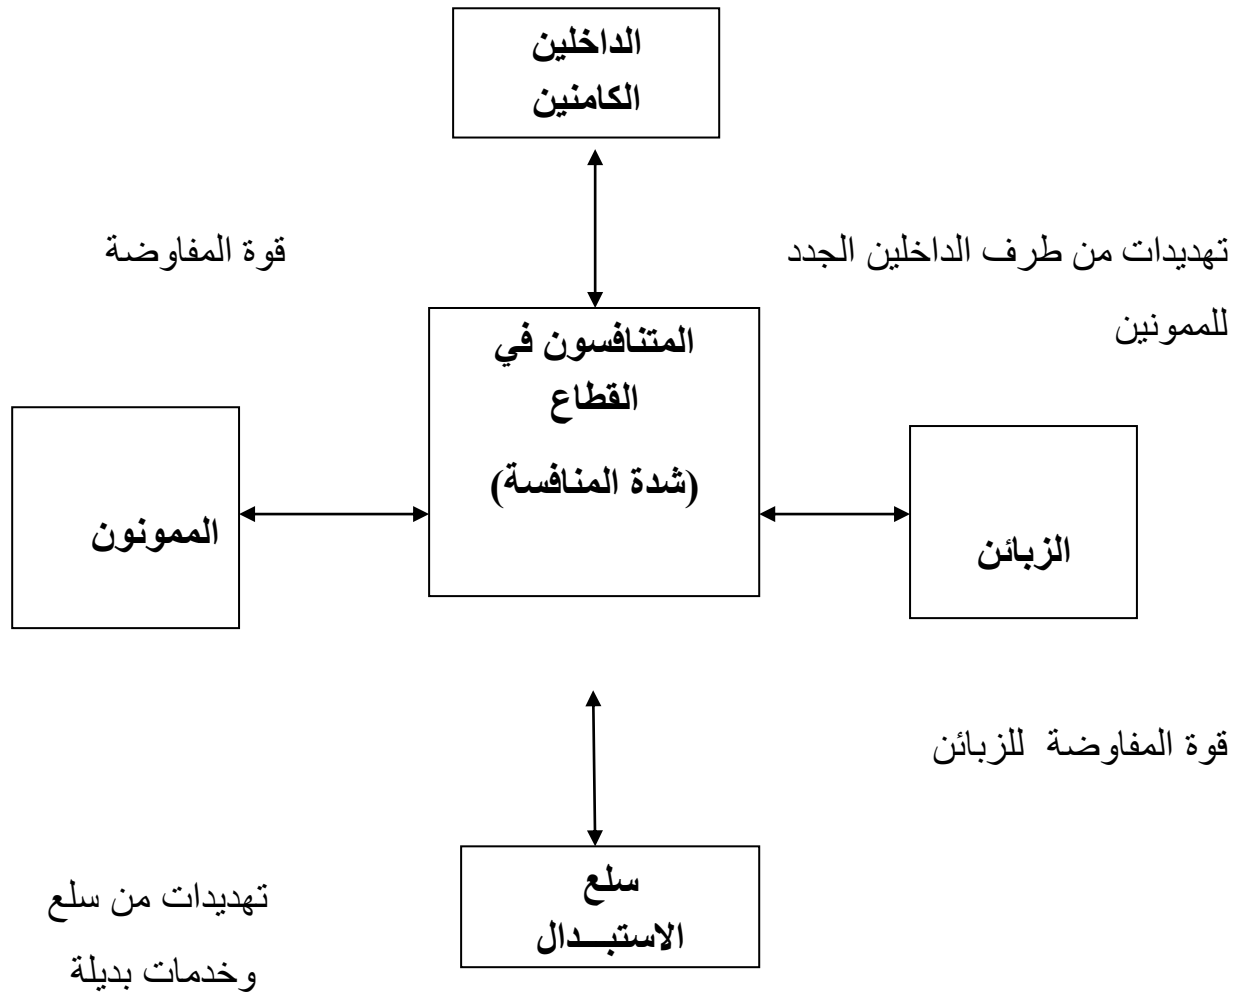 الداخلين
الكامنين
تهديدات من طرف الداخلين الجدد
قوة المفاوضة
للممونين
المتنافسون في
القطاع
(شدة المنافسة)
الزبائن
الممونون
قوة المفاوضة للزبائن
سلع
الاستبـــدال
تهديدات من سلع
وخدمات بديلة